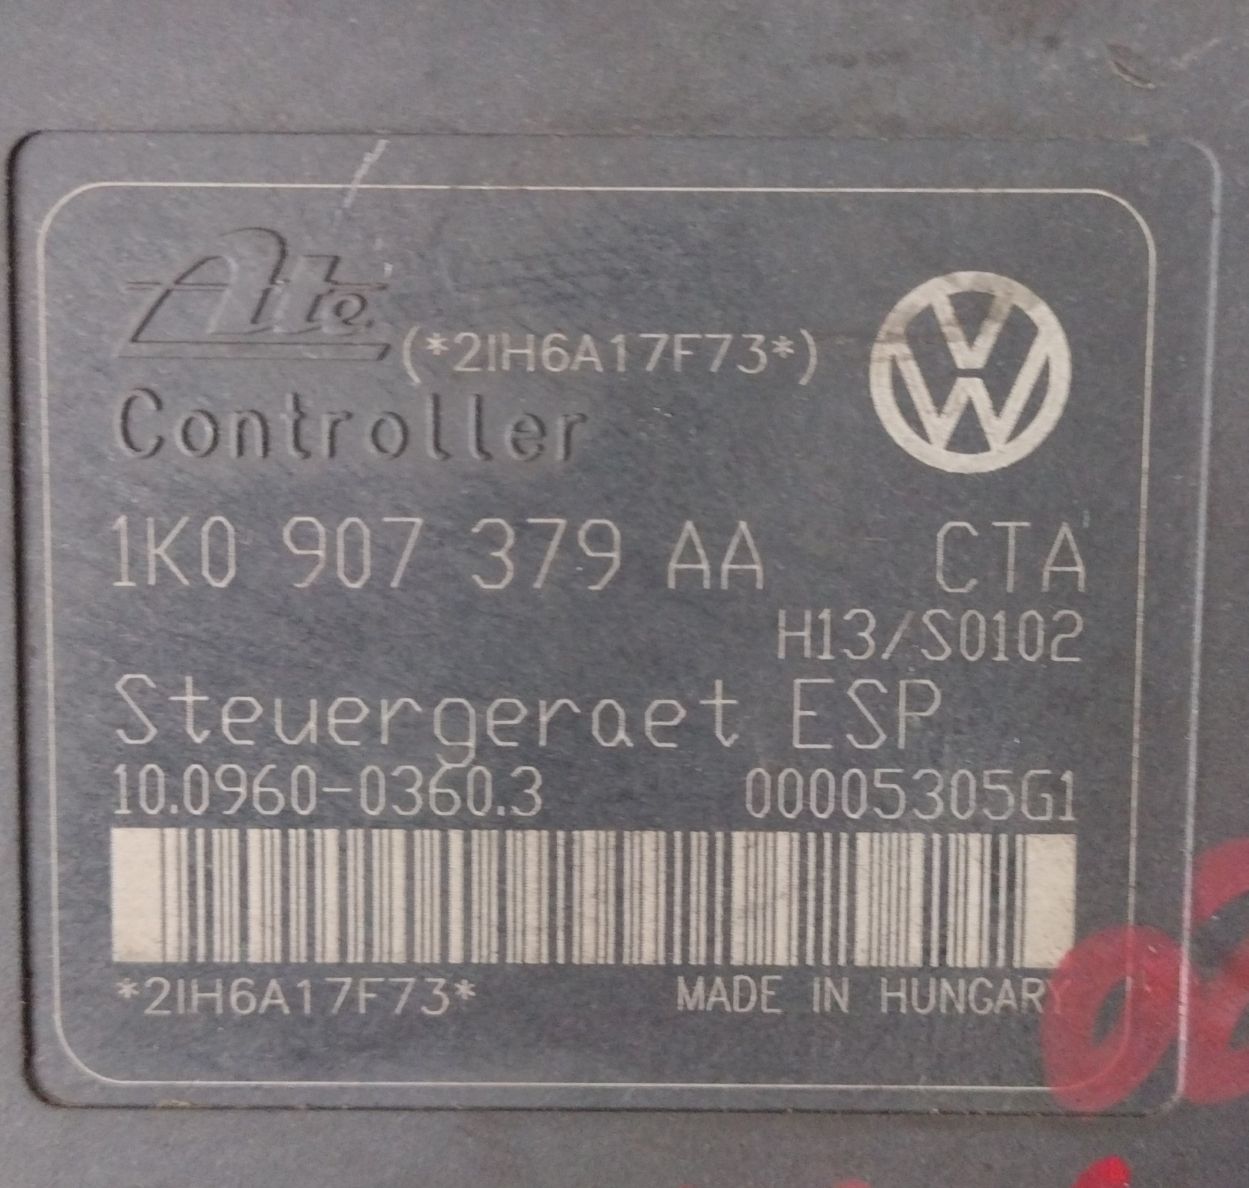 Ate
(*2IH6A17F73*)
Controller
1K0 907 379 AA CTA
H13/S0102
Steuergeraet ESP
10.0960-0360.3 00005305G1
*2IH6A17F73* MADE IN HUNGARY